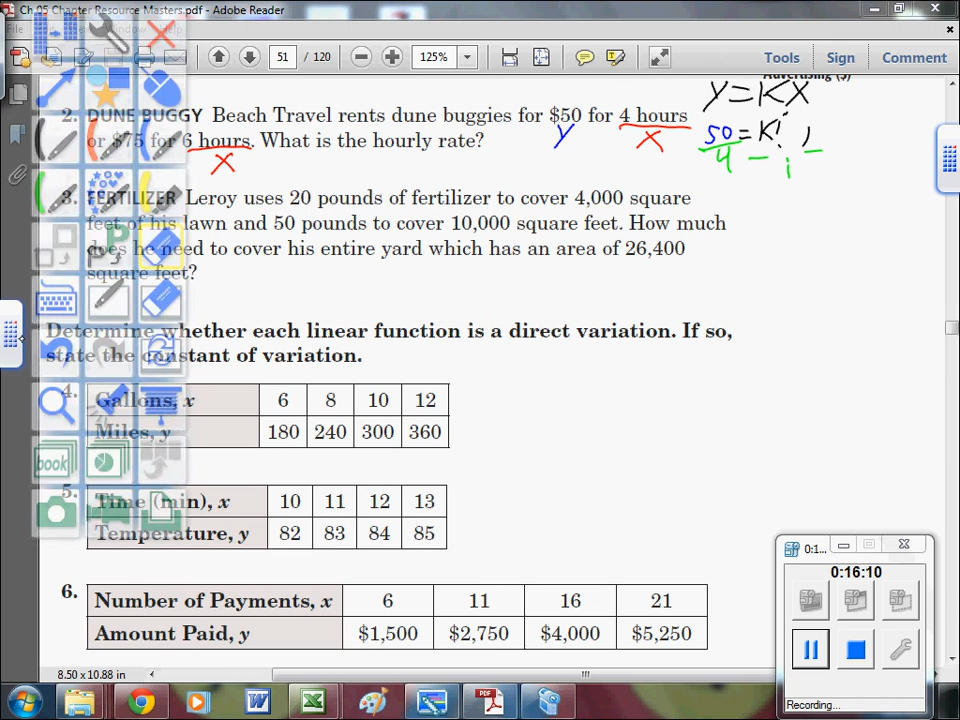 Ch 05 Chapter Resource Masters.pdf - Adobe Reader
File
Help
51 / 120
125%
Tools
Sign
Comment
Advertising ($)
y = Kx
2. DUNE BUGGY Beach Travel rents dune buggies for $50 for 4 hours
or $75 for 6 hours. What is the hourly rate?
y
x
x
50 = K
4
3. FERTILIZER Leroy uses 20 pounds of fertilizer to cover 4,000 square
feet of his lawn and 50 pounds to cover 10,000 square feet. How much
does he need to cover his entire yard which has an area of 26,400
square feet?
Determine whether each linear function is a direct variation. If so,
state the constant of variation.
4. Gallons, x 6 8 10 12
Miles, y 180 240 300 360
book
5. Time (min), x 10 11 12 13
Temperature, y 82 83 84 85
6. Number of Payments, x 6 11 16 21
Amount Paid, y $1,500 $2,750 $4,000 $5,250
0:1...
0:16:10
Recording...
8.50 x 10.88 in
PDF